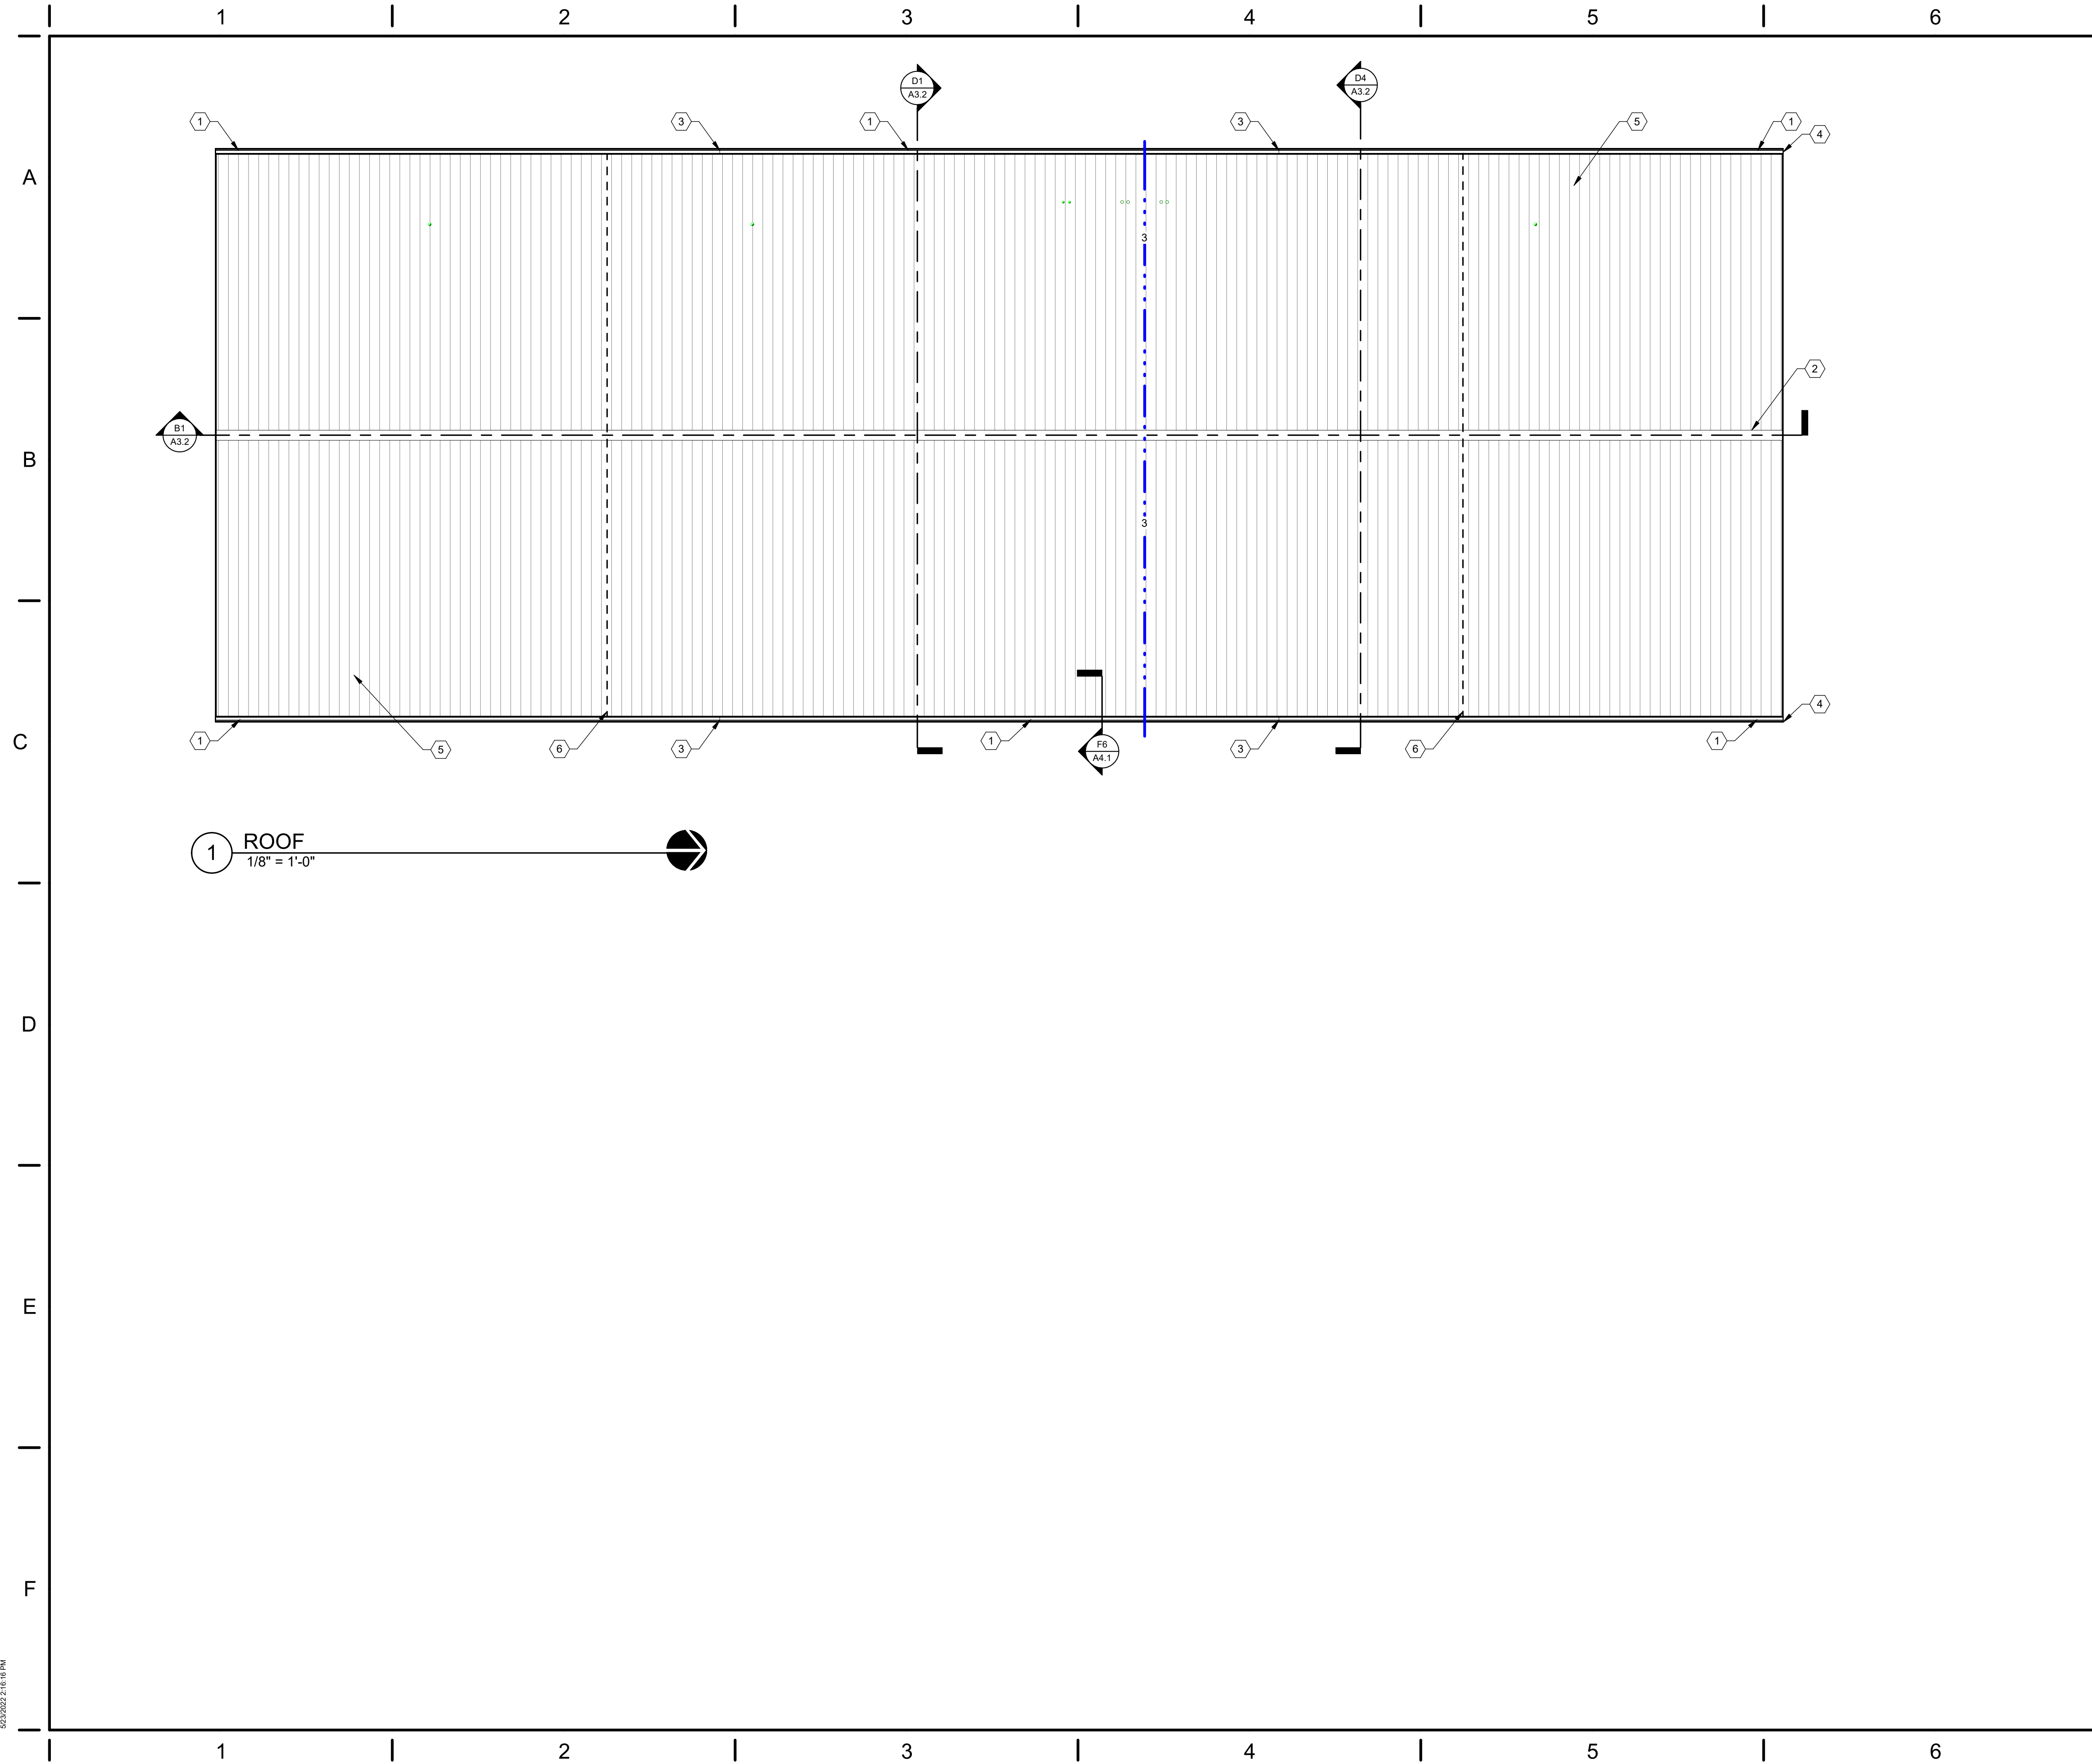 1 2 3 4 5 6
D1
A3.2
D4
A3.2
1 3 1 3 5 1
4
A
3
2
B1
A3.2
B
3
4
C
1 5 6 3 1 3 6 1
F6
A4.1
1 ROOF
1/8" = 1'-0"
D
E
F
5/23/2022 2:16:16 PM
1 2 3 4 5 6